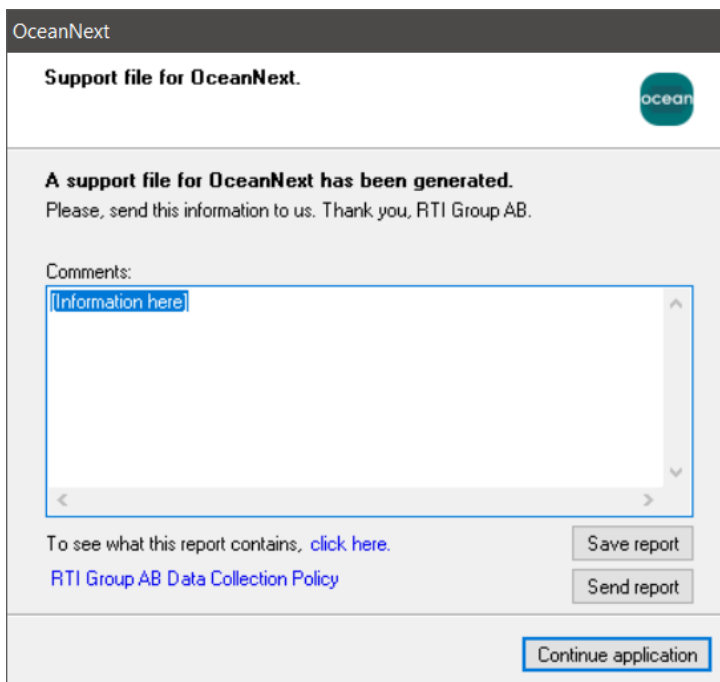 OceanNext
Support file for OceanNext.
ocean
A support file for OceanNext has been generated.
Please, send this information to us. Thank you, RTI Group AB.
Comments:
[Information here]
To see what this report contains, click here.
Save report
RTI Group AB Data Collection Policy
Send report
Continue application